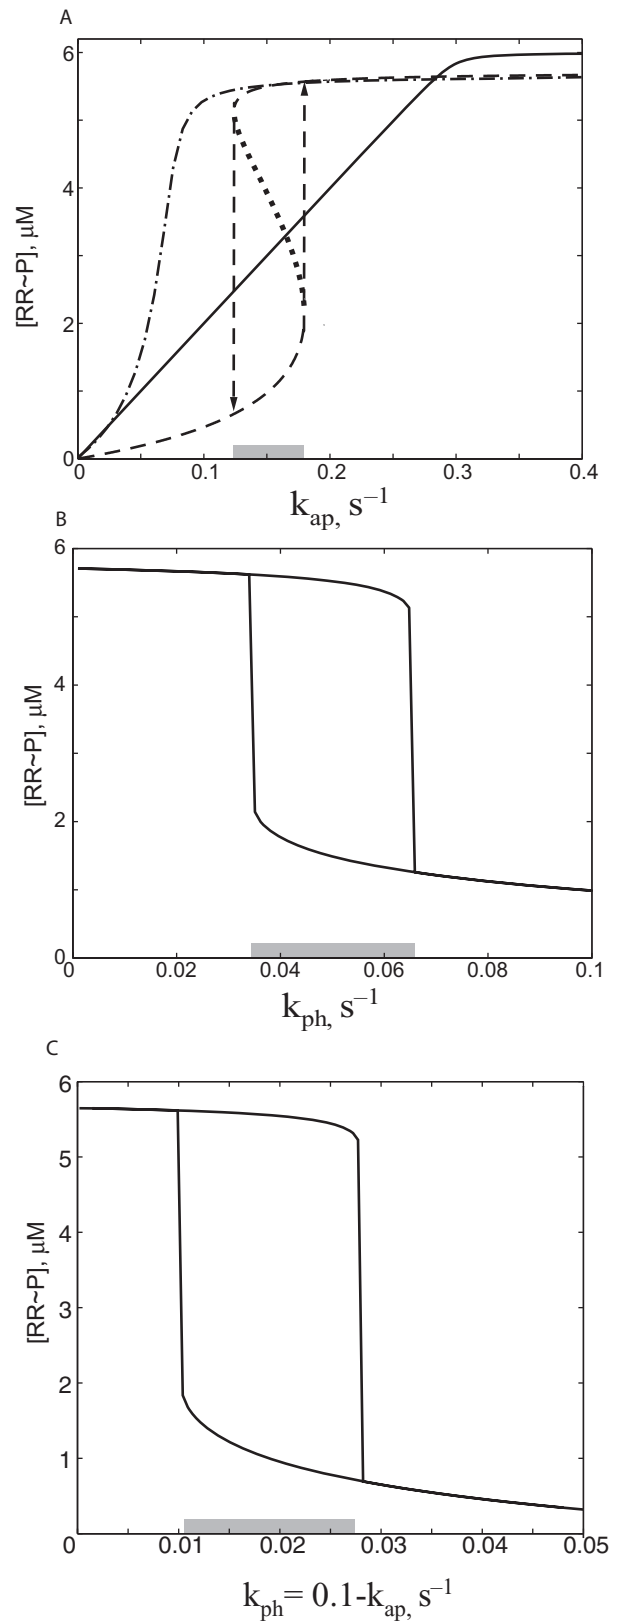 A
6
4
2
0
[RR~P], μM
0 0.1 0.2 0.3 0.4
k_ap, s⁻¹
B
6
4
2
0
[RR~P], μM
0 0.02 0.04 0.06 0.08 0.1
k_ph, s⁻¹
C
6
5
4
3
2
1
0
[RR~P], μM
0 0.01 0.02 0.03 0.04 0.05
k_ph= 0.1-k_ap, s⁻¹